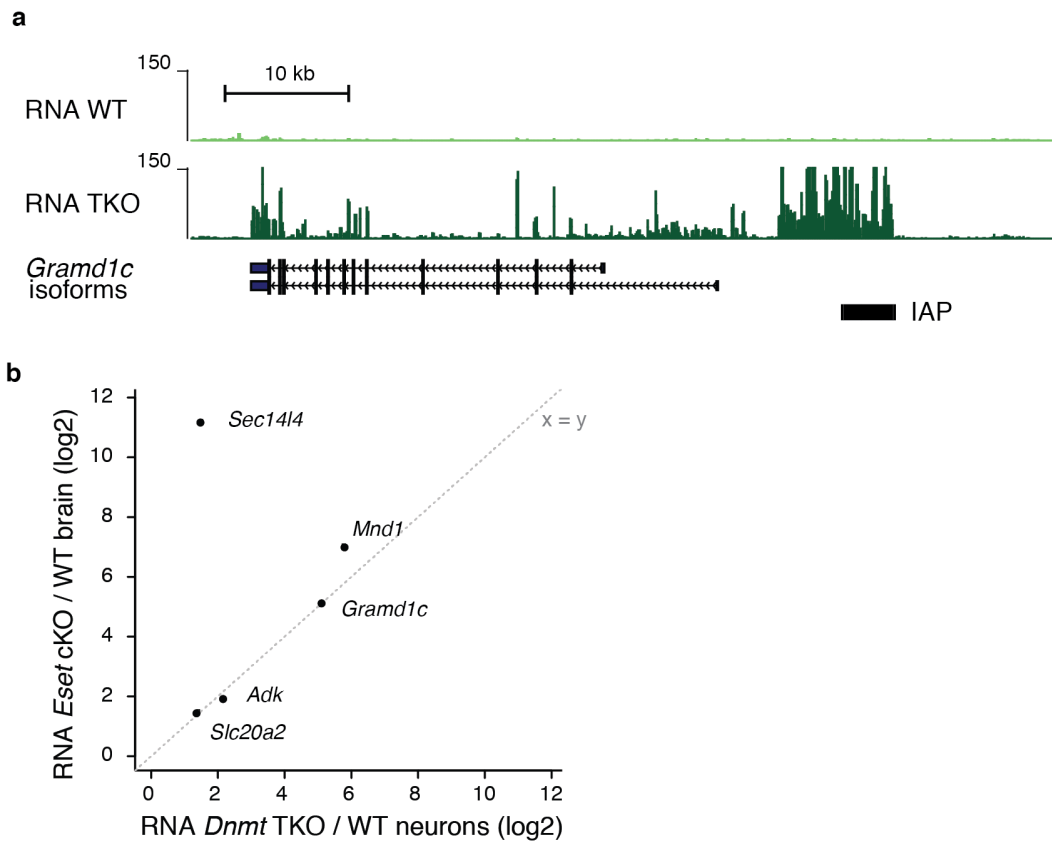 a
150
10 kb
RNA WT
150
RNA TKO
Gramd1c
isoforms
IAP
b
12
10
8
6
4
2
0
RNA Eset cKO / WT brain (log2)
Sec14l4
x = y
Mnd1
Gramd1c
Adk
Slc20a2
0 2 4 6 8 10 12
RNA Dnmt TKO / WT neurons (log2)